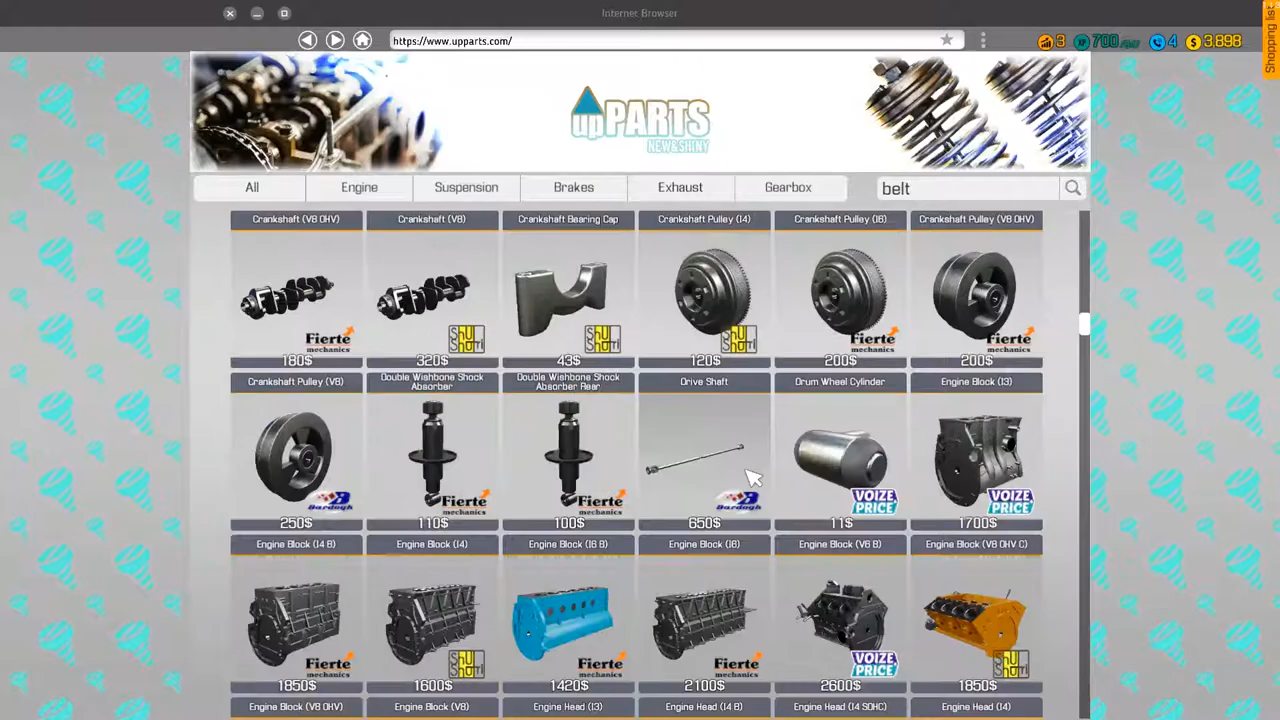 Internet Browser
https://www.upparts.com/
3 700 4 $ 3,898
Shopping list
upPARTS
NEW&SHINY
All Engine Suspension Brakes Exhaust Gearbox belt
Crankshaft (V8 OHV) Crankshaft (V8) Crankshaft Bearing Cap Crankshaft Pulley (I4) Crankshaft Pulley (I6) Crankshaft Pulley (V8 OHV)
Fierte mechanics Fierte mechanics Fierte mechanics
180$ 320$ 43$ 120$ 200$ 200$
Crankshaft Pulley (V8) Double Wishbone Shock Absorber Double Wishbone Shock Absorber Rear Drive Shaft Drum Wheel Cylinder Engine Block (I3)
Bardogh Fierte mechanics Fierte mechanics Bardogh VOIZE PRICE VOIZE PRICE
250$ 110$ 100$ 650$ 11$ 1700$
Engine Block (I4 B) Engine Block (I4) Engine Block (I6 B) Engine Block (I6) Engine Block (V6 B) Engine Block (V8 OHV C)
Fierte mechanics Fierte mechanics Fierte mechanics VOIZE PRICE
1850$ 1600$ 1420$ 2100$ 2600$ 1850$
Engine Block (V8 OHV) Engine Block (V8) Engine Head (I3) Engine Head (I4 B) Engine Head (I4 SOHC) Engine Head (I4)